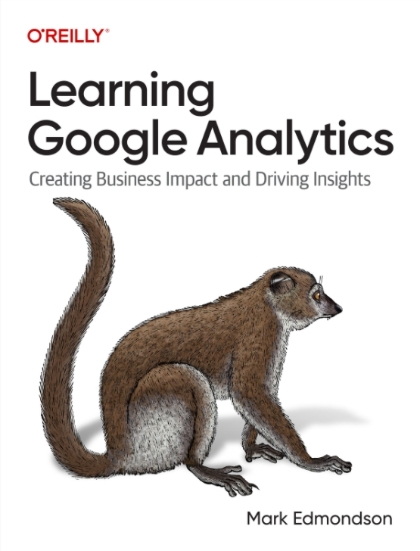 O'REILLY®
Learning
Google Analytics
Creating Business Impact and Driving Insights
Mark Edmondson